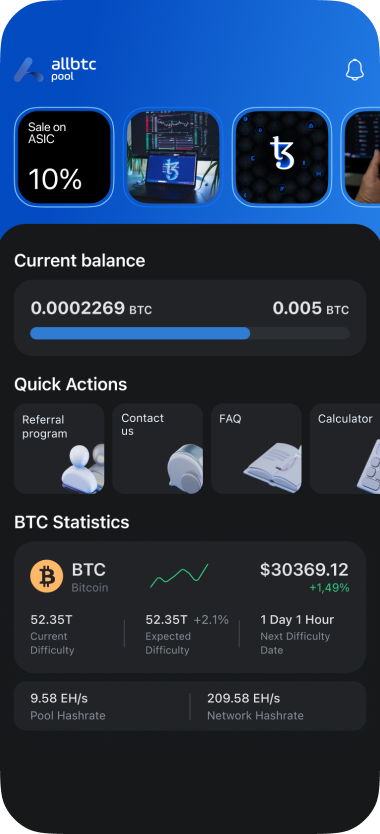 allbtc
pool
Sale on
ASIC
10%
Current balance
0.0002269 BTC
0.005 BTC
Quick Actions
Referral
program
Contact
us
FAQ
Calculator
BTC Statistics
BTC
Bitcoin
$30369.12
+1,49%
52.35T
Current
Difficulty
52.35T +2.1%
Expected
Difficulty
1 Day 1 Hour
Next Difficulty
Date
9.58 EH/s
Pool Hashrate
209.58 EH/s
Network Hashrate